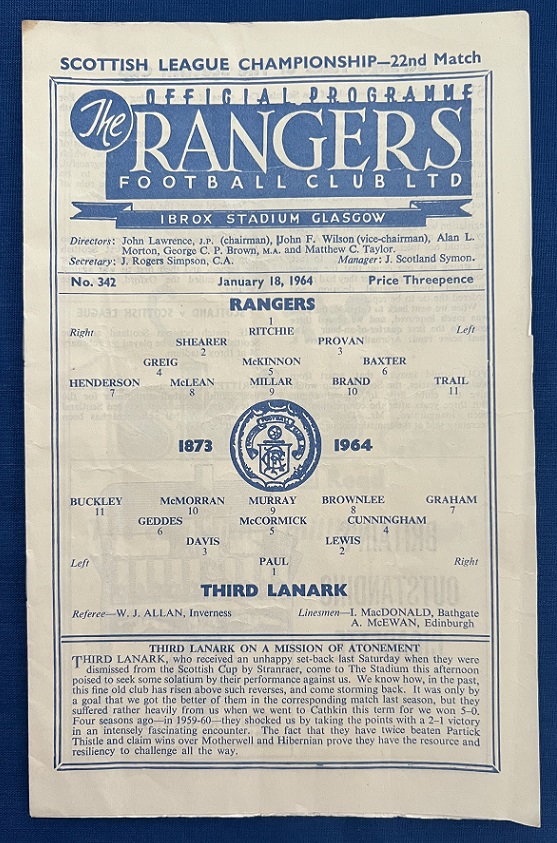 SCOTTISH LEAGUE CHAMPIONSHIP—22nd Match
OFFICIAL PROGRAMME
The RANGERS
FOOTBALL CLUB LTD
IBROX STADIUM GLASGOW
Directors: John Lawrence, J.P. (chairman), John F. Wilson (vice-chairman), Alan L.
Morton, George C. P. Brown, M.A. and Matthew C. Taylor.
Secretary: J. Rogers Simpson, C.A. Manager: J. Scotland Symon.
No. 342 January 18, 1964 Price Threepence
RANGERS
1
Right RITCHIE Left
SHEARER PROVAN
2 3
GREIG McKINNON BAXTER
4 5 6
HENDERSON McLEAN MILLAR BRAND TRAIL
7 8 9 10 11
1873 1964
BUCKLEY McMORRAN MURRAY BROWNLEE GRAHAM
11 10 9 8 7
GEDDES McCORMICK CUNNINGHAM
6 5 4
DAVIS LEWIS
3 2
Left PAUL Right
1
THIRD LANARK
Referee—W. J. ALLAN, Inverness Linesmen—I. MacDONALD, Bathgate
A. McEWAN, Edinburgh
THIRD LANARK ON A MISSION OF ATONEMENT
THIRD LANARK, who received an unhappy set-back last Saturday when they were
dismissed from the Scottish Cup by Stranraer, come to The Stadium this afternoon
poised to seek some solatium by their performance against us. We know how, in the past,
this fine old club has risen above such reverses, and come storming back. It was only by
a goal that we got the better of them in the corresponding match last season, but they
suffered rather heavily from us when we went to Cathkin this term for we won 5-0.
Four seasons ago—in 1959-60—they shocked us by taking the points with a 2-1 victory
in an intensely fascinating encounter. The fact that they have twice beaten Partick
Thistle and claim wins over Motherwell and Hibernian prove they have the resource and
resiliency to challenge all the way.